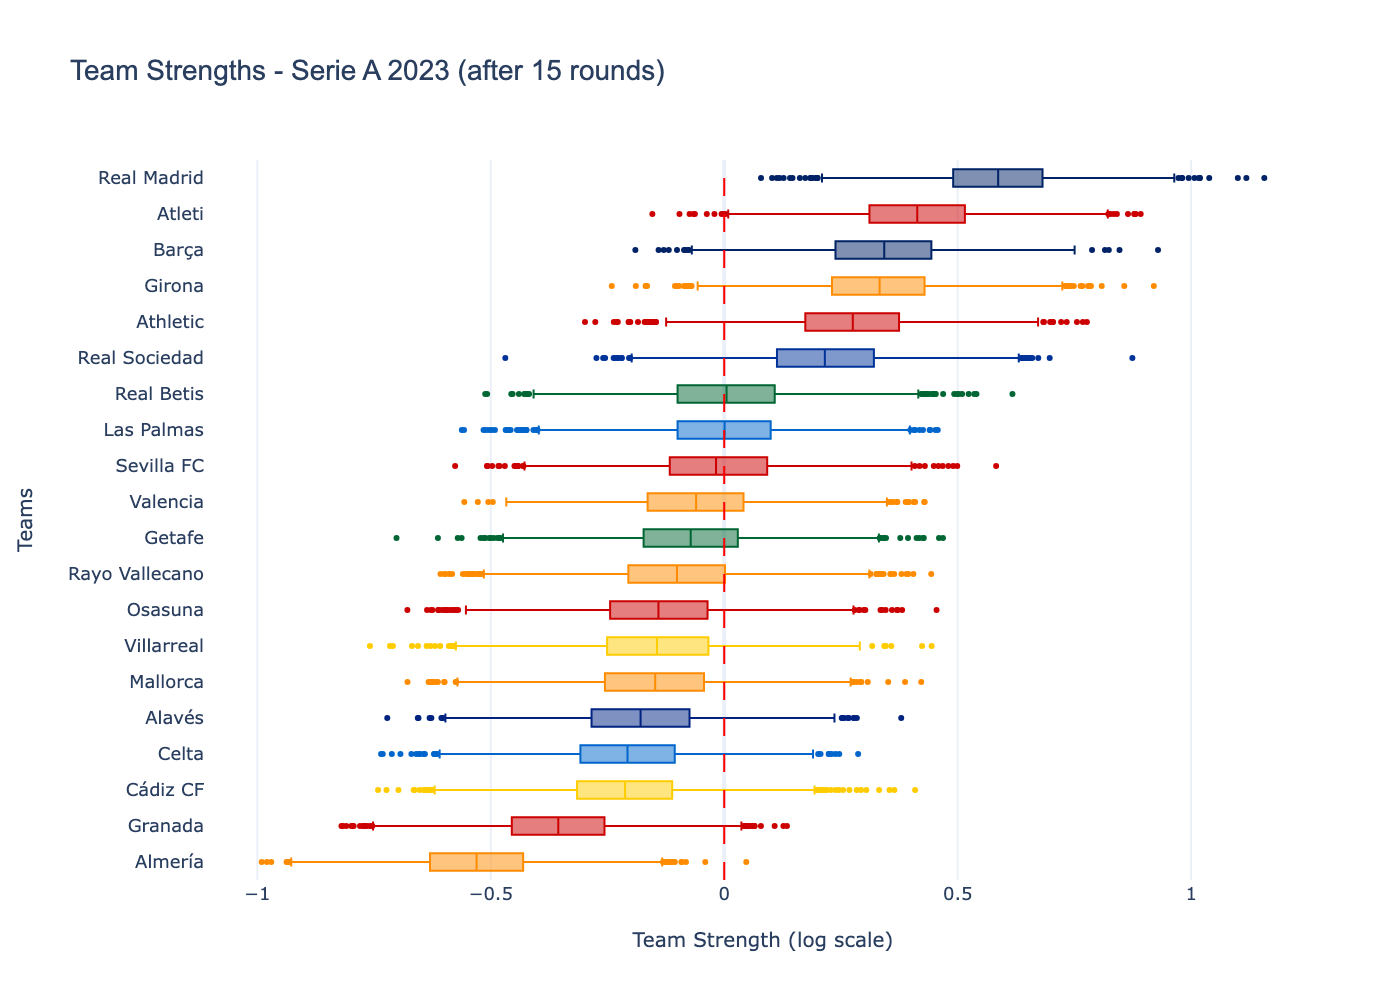 Team Strengths - Serie A 2023 (after 15 rounds)
Real Madrid
Atleti
Barça
Girona
Athletic
Real Sociedad
Real Betis
Las Palmas
Sevilla FC
Valencia
Getafe
Rayo Vallecano
Osasuna
Villarreal
Mallorca
Alavés
Celta
Cádiz CF
Granada
Almería
Teams
−1 −0.5 0 0.5 1
Team Strength (log scale)